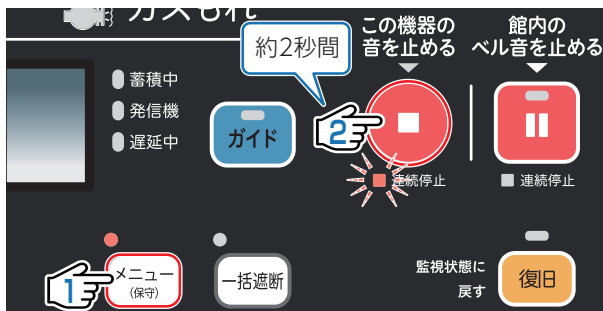 ガスもれ
この機器の
音を止める
館内の
ベル音を止める
約2秒間
蓄積中
発信機
遅延中
ガイド
2
連続停止
連続停止
メニュー
(保守)
1
一括遮断
監視状態に
戻す
復旧